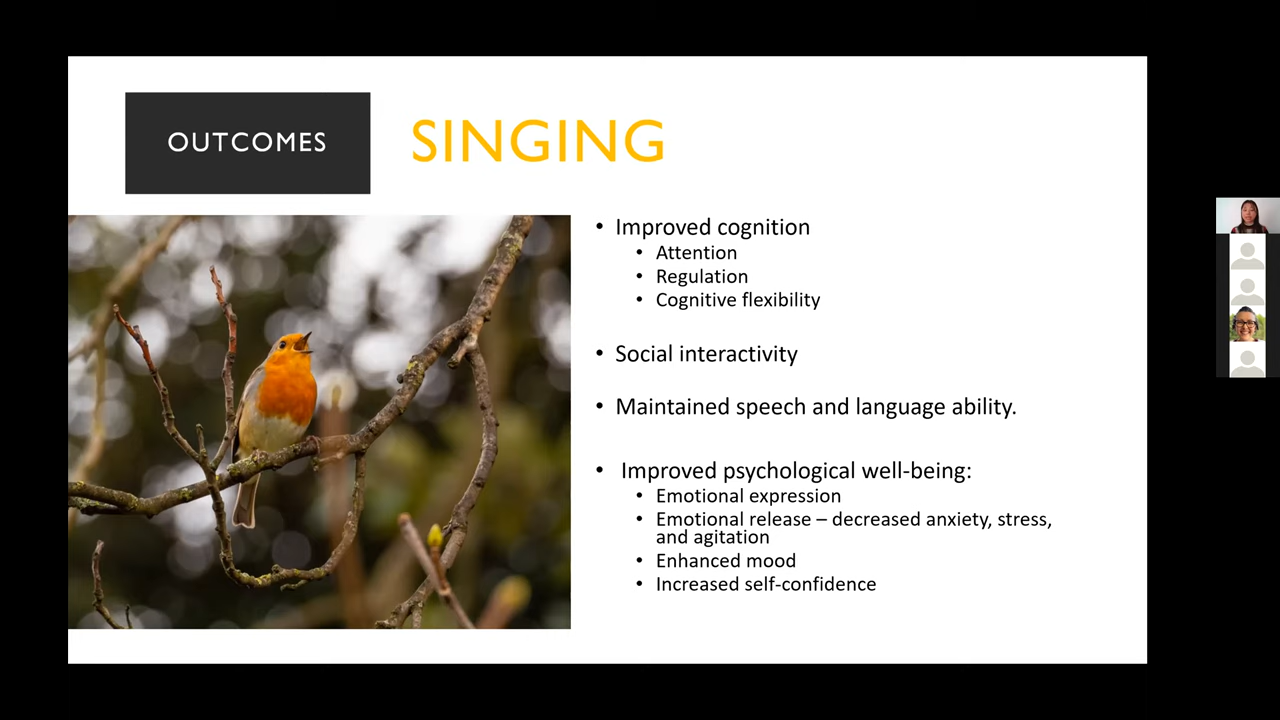 OUTCOMES
SINGING
• Improved cognition
• Attention
• Regulation
• Cognitive flexibility
• Social interactivity
• Maintained speech and language ability.
• Improved psychological well-being:
• Emotional expression
• Emotional release – decreased anxiety, stress,
and agitation
• Enhanced mood
• Increased self-confidence